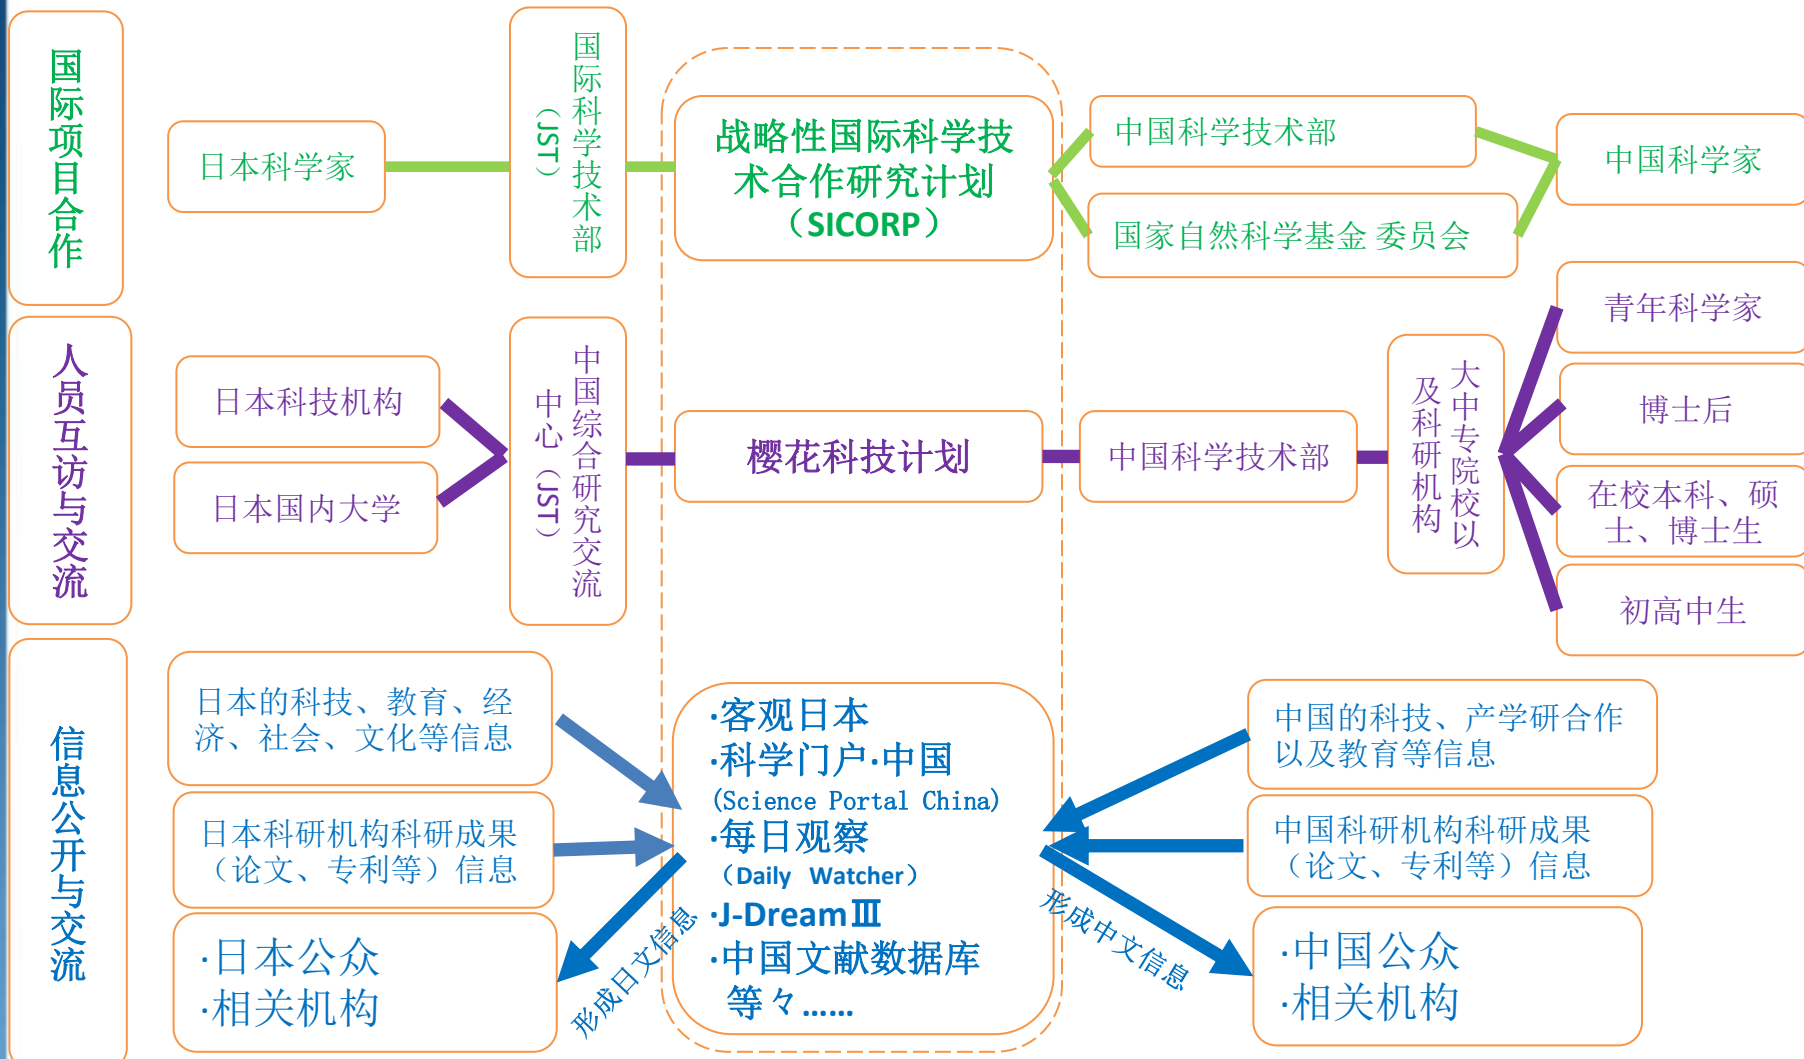 国际项目合作
日本科学家
国际科学技术部
（JST）
战略性国际科学技
术合作研究计划
（SICORP）
中国科学技术部
国家自然科学基金 委员会
中国科学家
人员互访与交流
日本科技机构
日本国内大学
中国综合研究交流
中心（JST）
樱花科技计划
中国科学技术部
大中专院校以
及科研机构
青年科学家
博士后
在校本科、硕
士、博士生
初高中生
信息公开与交流
日本的科技、教育、经
济、社会、文化等信息
日本科研机构科研成果
（论文、专利等）信息
·日本公众
·相关机构
形成日文信息
·客观日本
·科学门户·中国
(Science Portal China)
·每日观察
（Daily Watcher）
·J-DreamⅢ
·中国文献数据库
等々......
形成中文信息
中国的科技、产学研合作
以及教育等信息
中国科研机构科研成果
（论文、专利等）信息
·中国公众
·相关机构